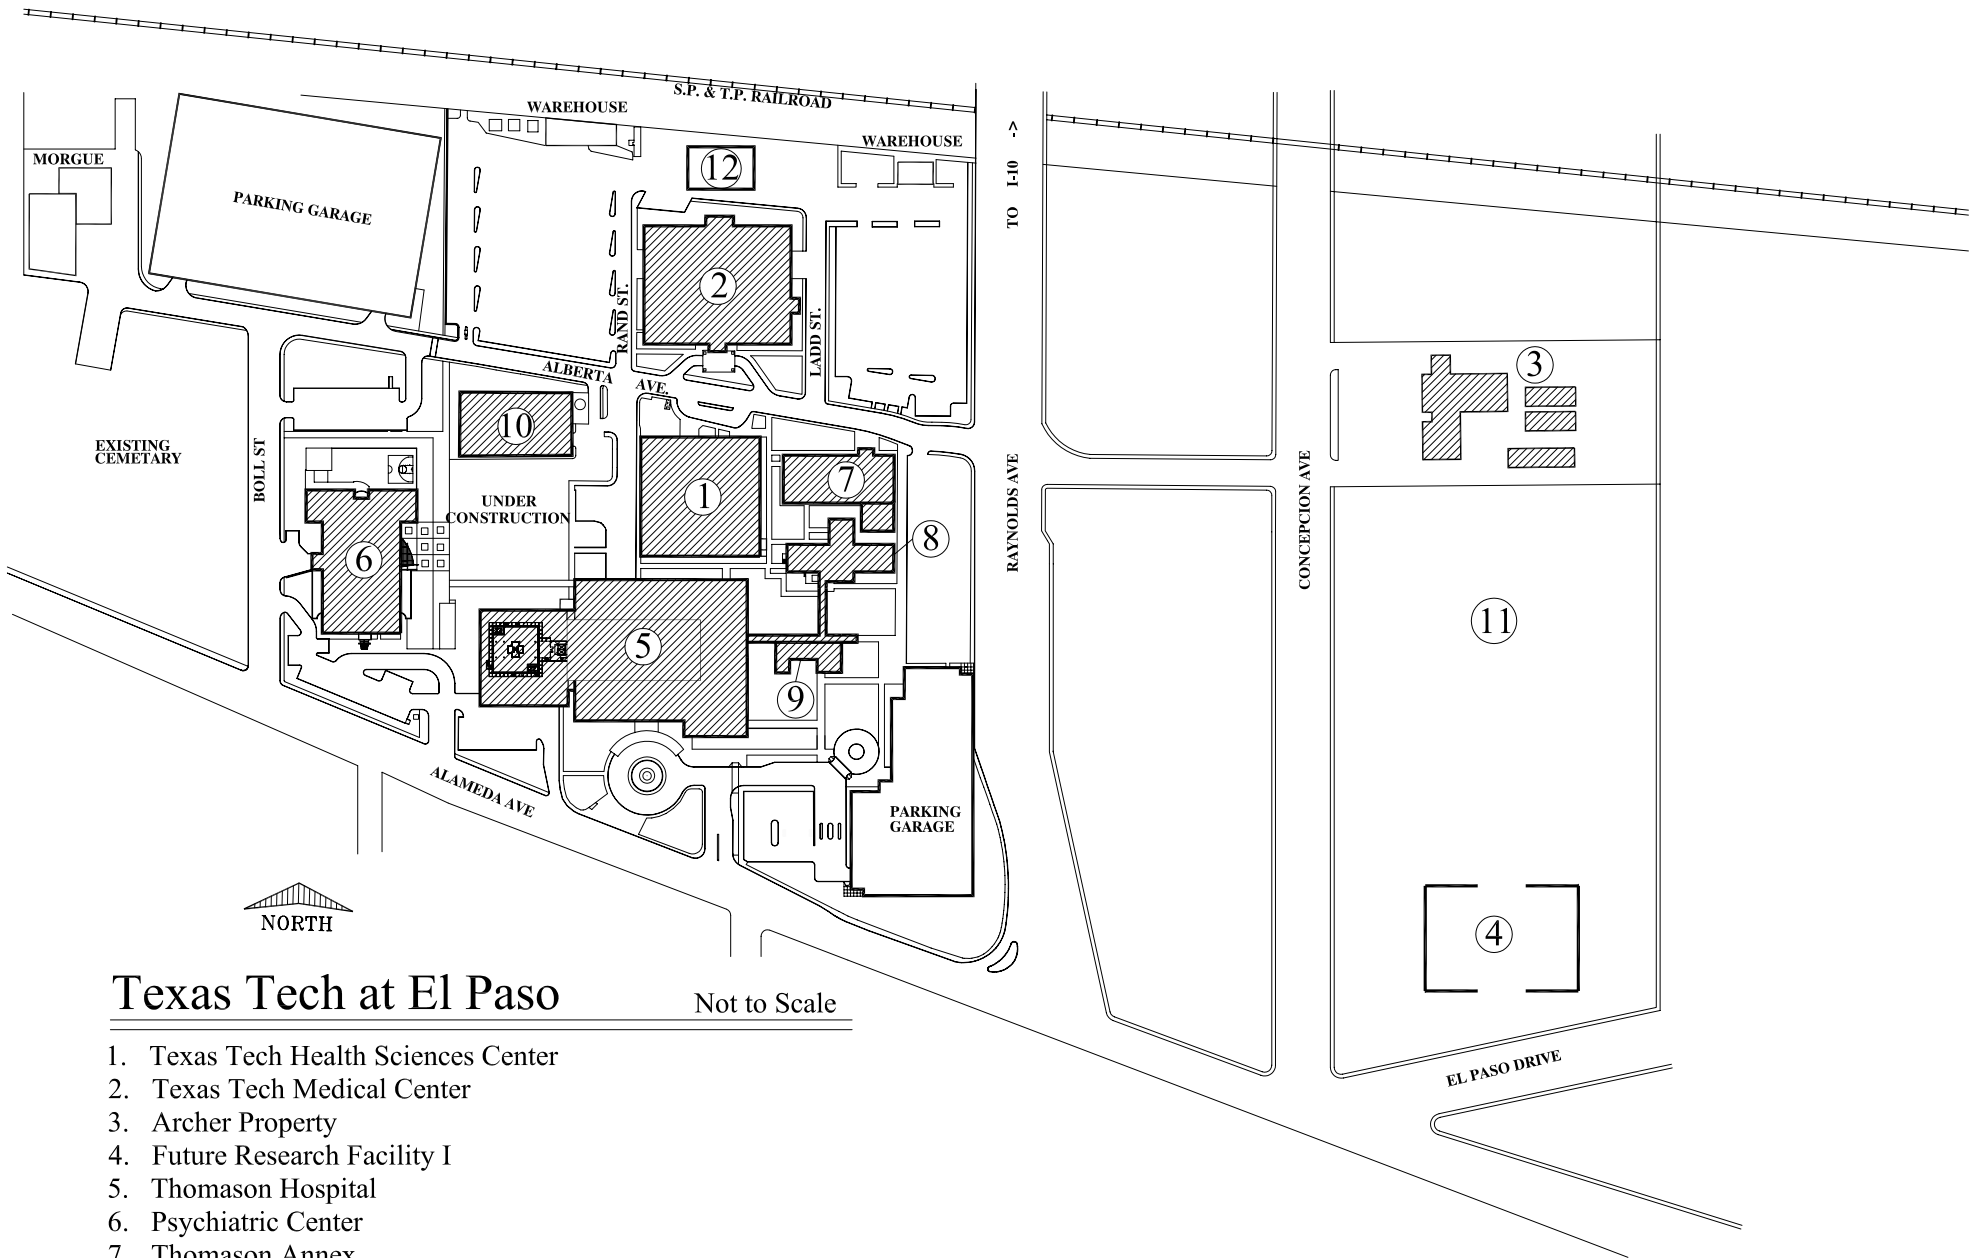 S.P. & T.P. RAILROAD
WAREHOUSE
WAREHOUSE
MORGUE
PARKING GARAGE
12
TO I-10 ->
2
RAND ST.
LADD ST.
3
ALBERTA
AVE.
10
EXISTING
CEMETARY
BOLL ST
UNDER
CONSTRUCTION
1
7
8
RAYNOLDS AVE
CONCEPCION AVE
6
11
5
9
ALAMEDA AVE
PARKING
GARAGE
4
NORTH
Texas Tech at El Paso
Not to Scale
EL PASO DRIVE
1. Texas Tech Health Sciences Center
2. Texas Tech Medical Center
3. Archer Property
4. Future Research Facility I
5. Thomason Hospital
6. Psychiatric Center
7. Thomason Annex